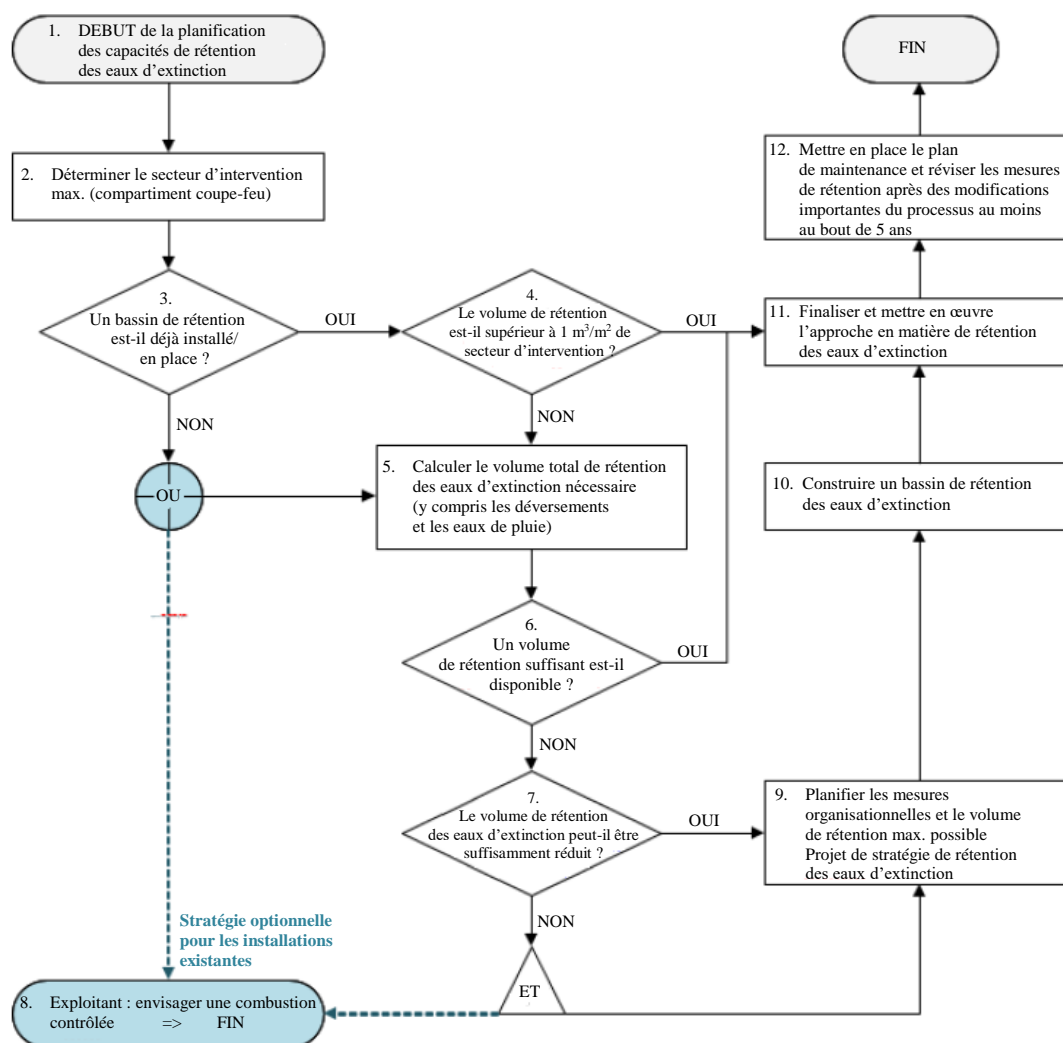 1. DEBUT de la planification
des capacités de rétention
des eaux d'extinction
FIN
2. Déterminer le secteur d'intervention
max. (compartiment coupe-feu)
12. Mettre en place le plan
de maintenance et réviser les mesures
de rétention après des modifications
importantes du processus au moins
au bout de 5 ans
3.
Un bassin de rétention
est-il déjà installé/
en place ?
OUI
4.
Le volume de rétention
est-il supérieur à 1 m³/m² de
secteur d'intervention ?
OUI
11. Finaliser et mettre en œuvre
l'approche en matière de rétention
des eaux d'extinction
NON
NON
OU
5. Calculer le volume total de rétention
des eaux d'extinction nécessaire
(y compris les déversements
et les eaux de pluie)
10. Construire un bassin de rétention
des eaux d'extinction
6.
Un volume
de rétention suffisant est-il
disponible ?
OUI
NON
7.
Le volume de rétention
des eaux d'extinction peut-il être
suffisamment réduit ?
OUI
9. Planifier les mesures
organisationnelles et le volume
de rétention max. possible
Projet de stratégie de rétention
des eaux d'extinction
NON
Stratégie optionnelle
pour les installations
existantes
ET
8. Exploitant : envisager une combustion
contrôlée => FIN